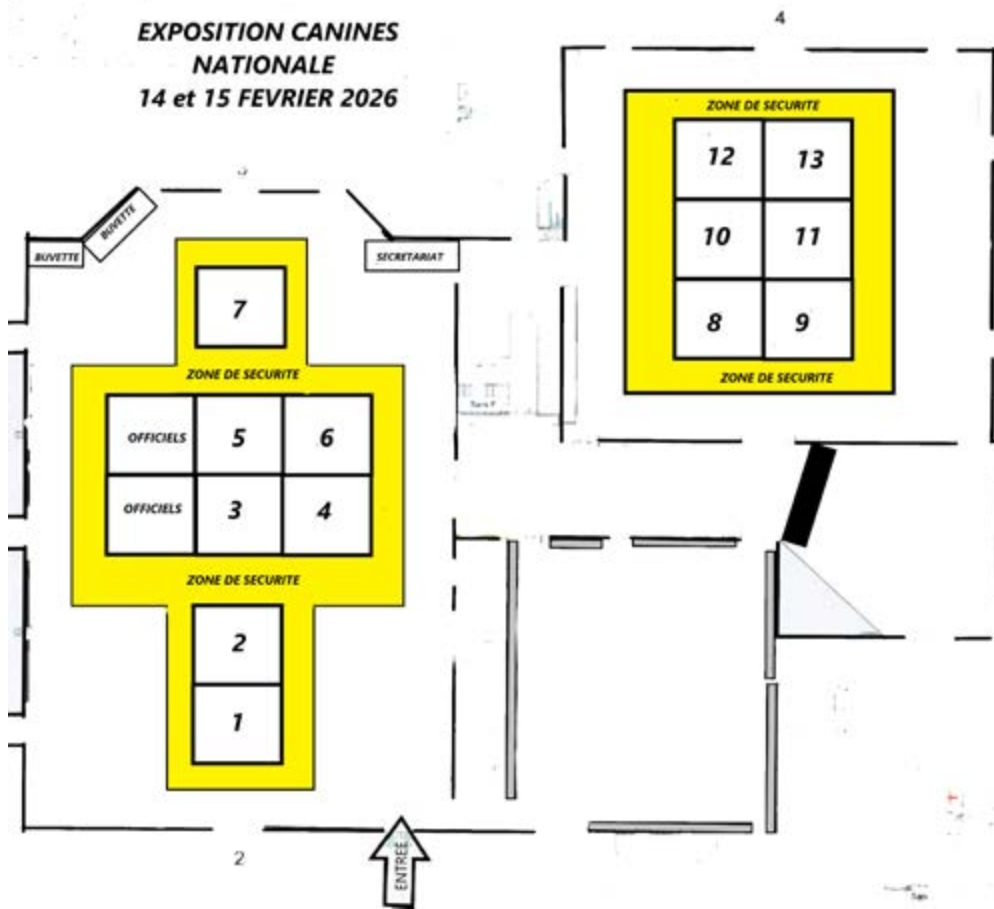 EXPOSITION CANINES
NATIONALE
14 et 15 FEVRIER 2026
4
ZONE DE SECURITE
12 13
10 11
8 9
ZONE DE SECURITE
BUVETTE
BUVETTE
SECRETARIAT
7
ZONE DE SECURITE
OFFICIELS 5 6
OFFICIELS 3 4
ZONE DE SECURITE
2
1
2
ENTREE